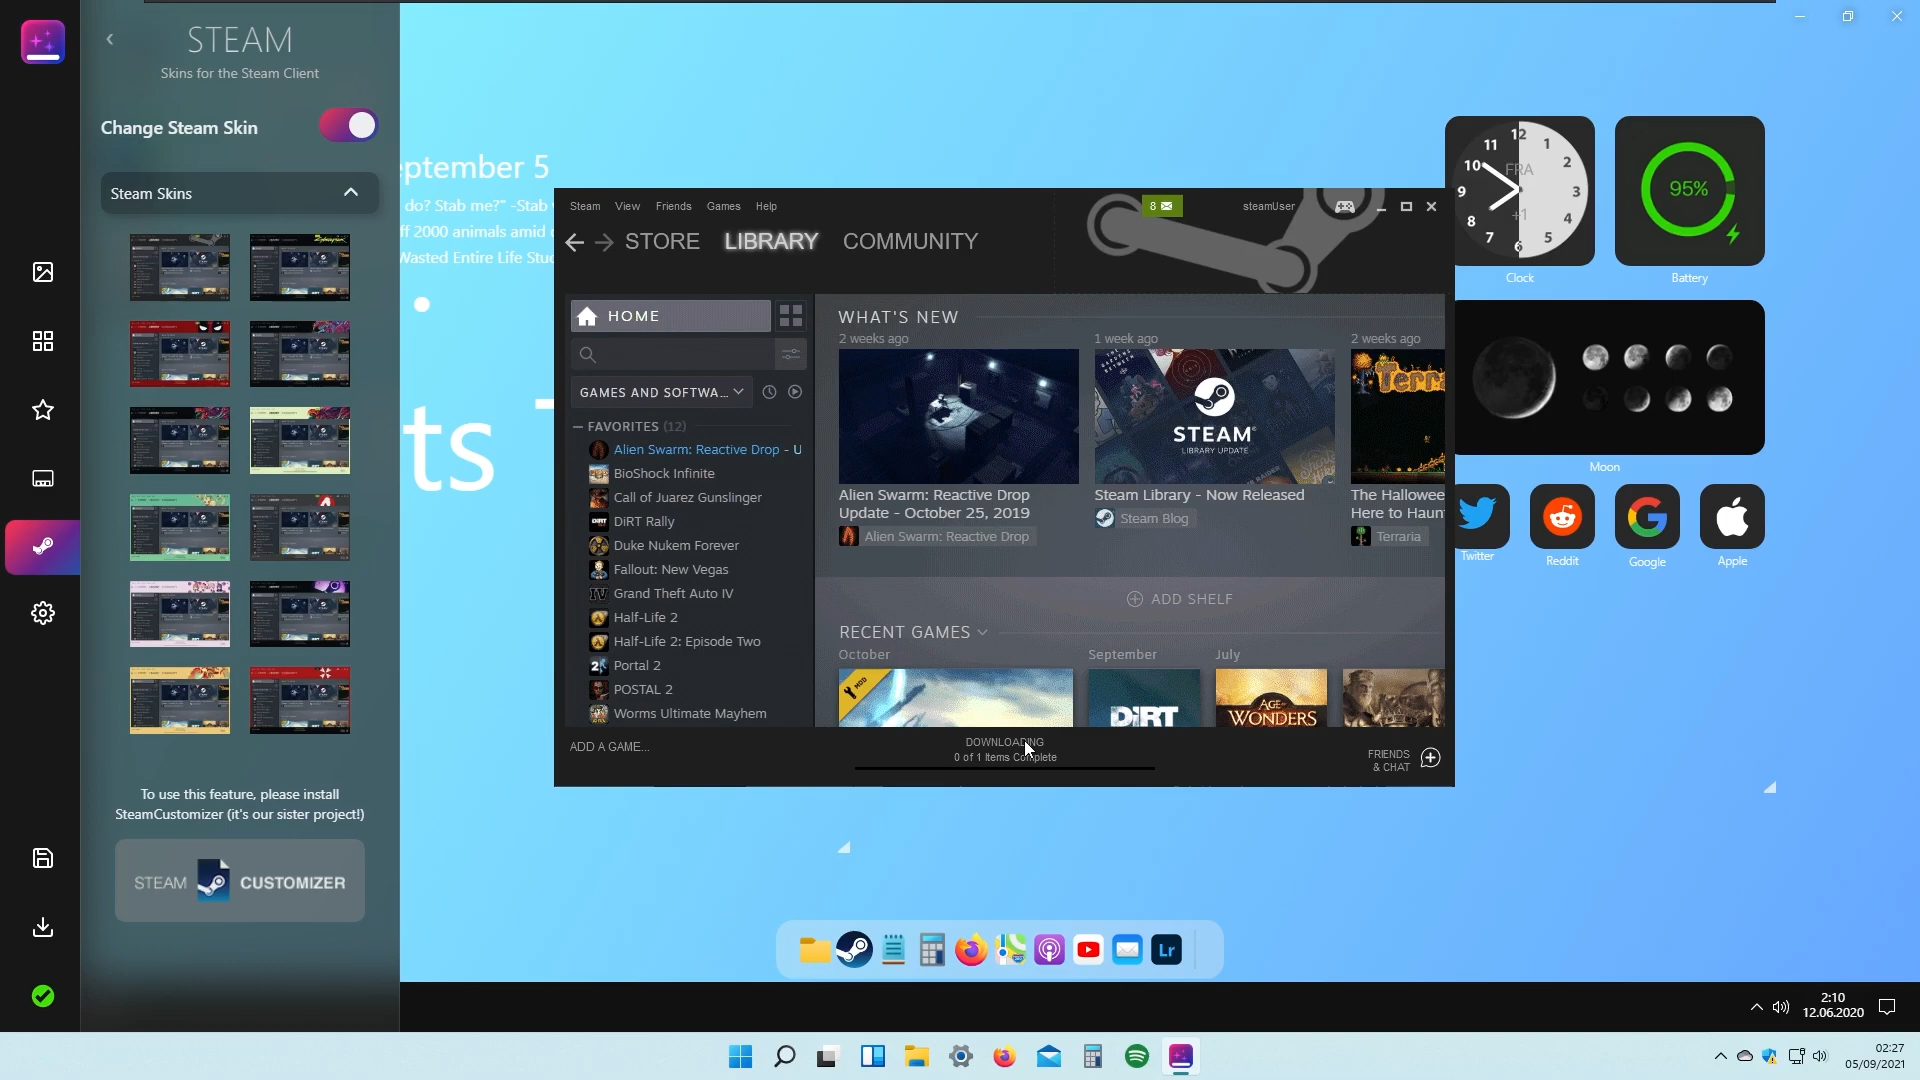 STEAM
Skins for the Steam Client
Change Steam Skin
Steam Skins
To use this feature, please install
SteamCustomizer (it's our sister project!)
STEAM CUSTOMIZER
eptember 5
do? Stab me?" -Stab
ff 2000 animals amid
Wasted Entire Life Stud
ts
Steam View Friends Games Help
8
steamUser
STORE LIBRARY COMMUNITY
HOME
GAMES AND SOFTWA...
FAVORITES (12)
Alien Swarm: Reactive Drop - U
BioShock Infinite
Call of Juarez Gunslinger
DiRT Rally
Duke Nukem Forever
Fallout: New Vegas
Grand Theft Auto IV
Half-Life 2
Half-Life 2: Episode Two
Portal 2
POSTAL 2
Worms Ultimate Mayhem
WHAT'S NEW
2 weeks ago
Alien Swarm: Reactive Drop
Update - October 25, 2019
Alien Swarm: Reactive Drop
1 week ago
STEAM
LIBRARY UPDATE
Steam Library - Now Released
Steam Blog
2 weeks ago
Terra
The Hallowee
Here to Haun
Terraria
ADD SHELF
RECENT GAMES
October
MOD
September
DiRT
July
AGE OF
WONDERS
ADD A GAME...
DOWNLOADING
0 of 1 Items Complete
FRIENDS
& CHAT
12
1
2
3
4
5
6
7
8
9
10
11
FRA
+1
Clock
95%
Battery
Moon
Twitter
Reddit
Google
Apple
Lr
2:10
12.06.2020
02:27
05/09/2021